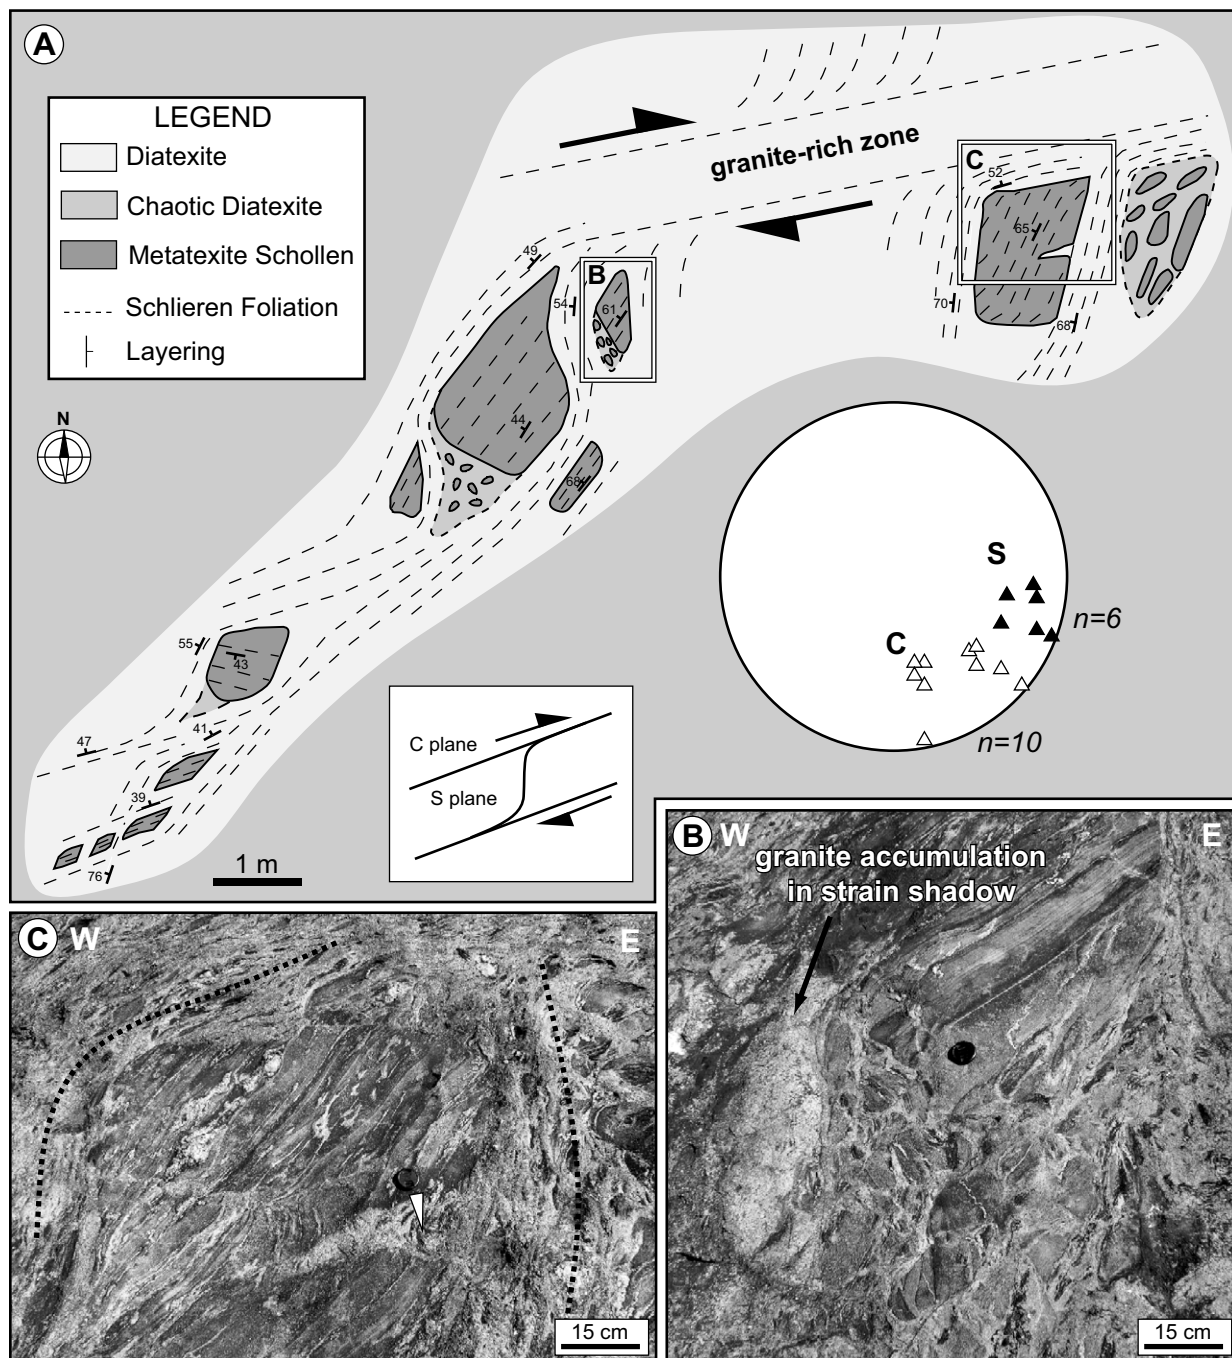 A
LEGEND
Diatexite
Chaotic Diatexite
Metatexite Schollen
Schlieren Foliation
Layering
N
granite-rich zone
C
52
65
70
68
49
54
B
61
44
68
55
43
41
47
39
76
1 m
S
n=6
C
n=10
C plane
S plane
B W E
granite accumulation
in strain shadow
15 cm
C W E
15 cm